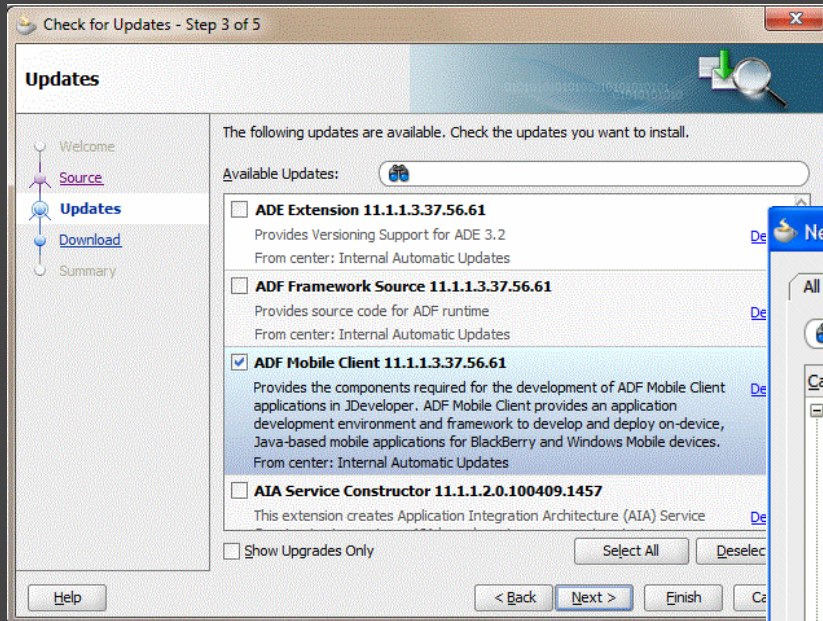 Check for Updates - Step 3 of 5
Updates
Welcome
Source
Updates
Download
Summary
The following updates are available. Check the updates you want to install.
Available Updates:
ADE Extension 11.1.1.3.37.56.61
Provides Versioning Support for ADE 3.2
From center: Internal Automatic Updates
De
ADF Framework Source 11.1.1.3.37.56.61
Provides source code for ADF runtime
From center: Internal Automatic Updates
De
ADF Mobile Client 11.1.1.3.37.56.61
Provides the components required for the development of ADF Mobile Client
applications in JDeveloper. ADF Mobile Client provides an application
development environment and framework to develop and deploy on-device,
Java-based mobile applications for BlackBerry and Windows Mobile devices.
From center: Internal Automatic Updates
De
AIA Service Constructor 11.1.1.2.0.100409.1457
This extension creates Application Integration Architecture (AIA) Service
De
Show Upgrades Only
Select All
Deselec
Help
< Back
Next >
Finish
Ca
Ne
All
Ca